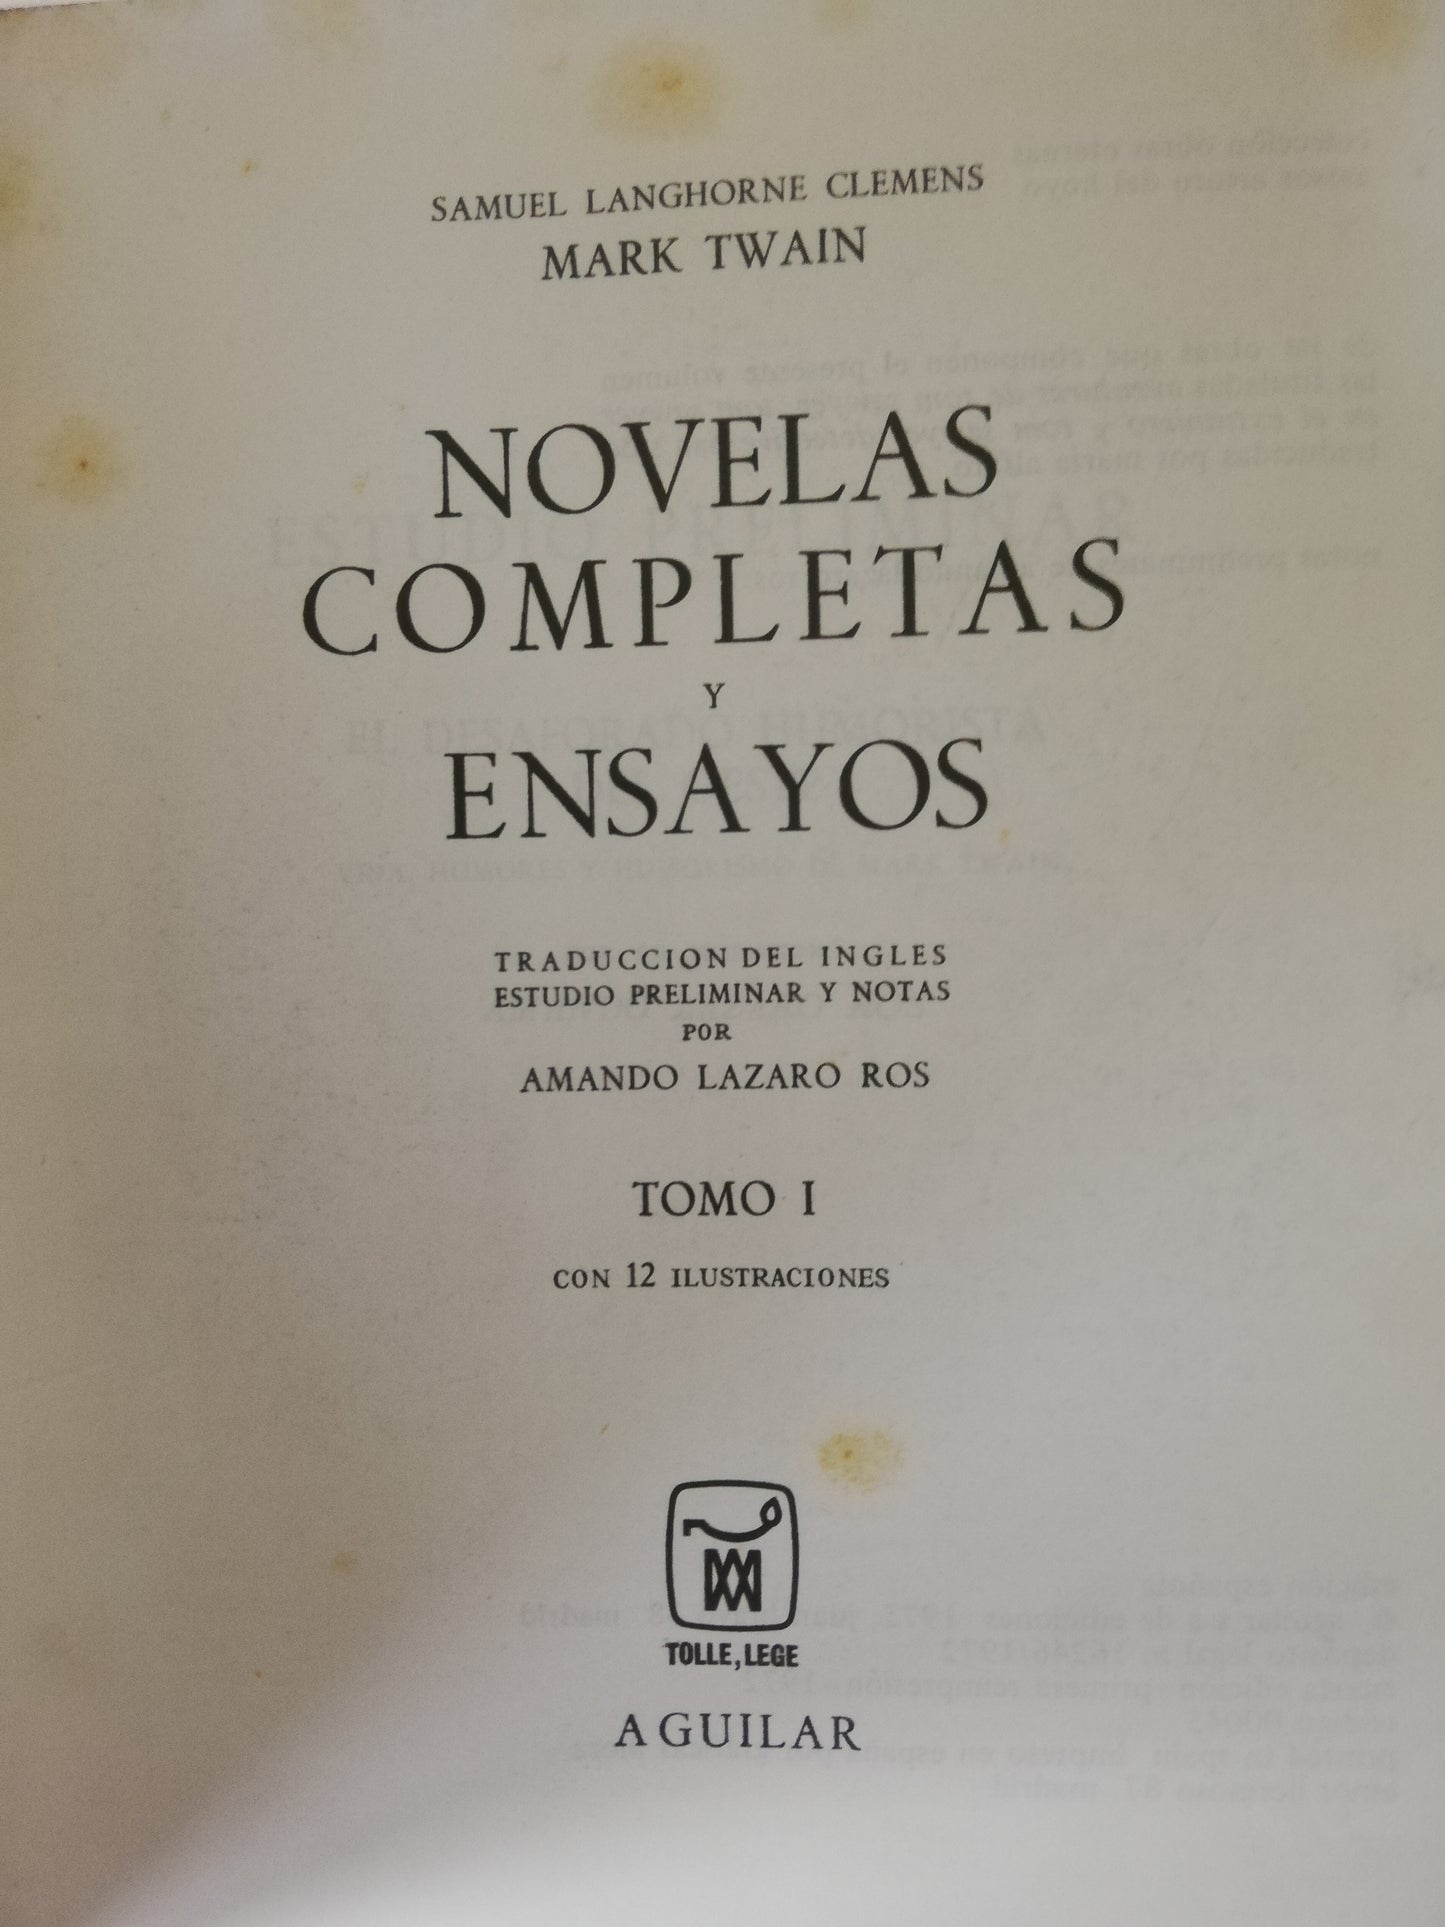 SAMUEL LANGHORNE CLEMENS
MARK TWAIN
NOVELAS
COMPLETAS
Y
ENSAYOS
TRADUCCION DEL INGLES
ESTUDIO PRELIMINAR Y NOTAS
POR
AMANDO LAZARO ROS
TOMO I
CON 12 ILUSTRACIONES
TOLLE, LEGE
AGUILAR